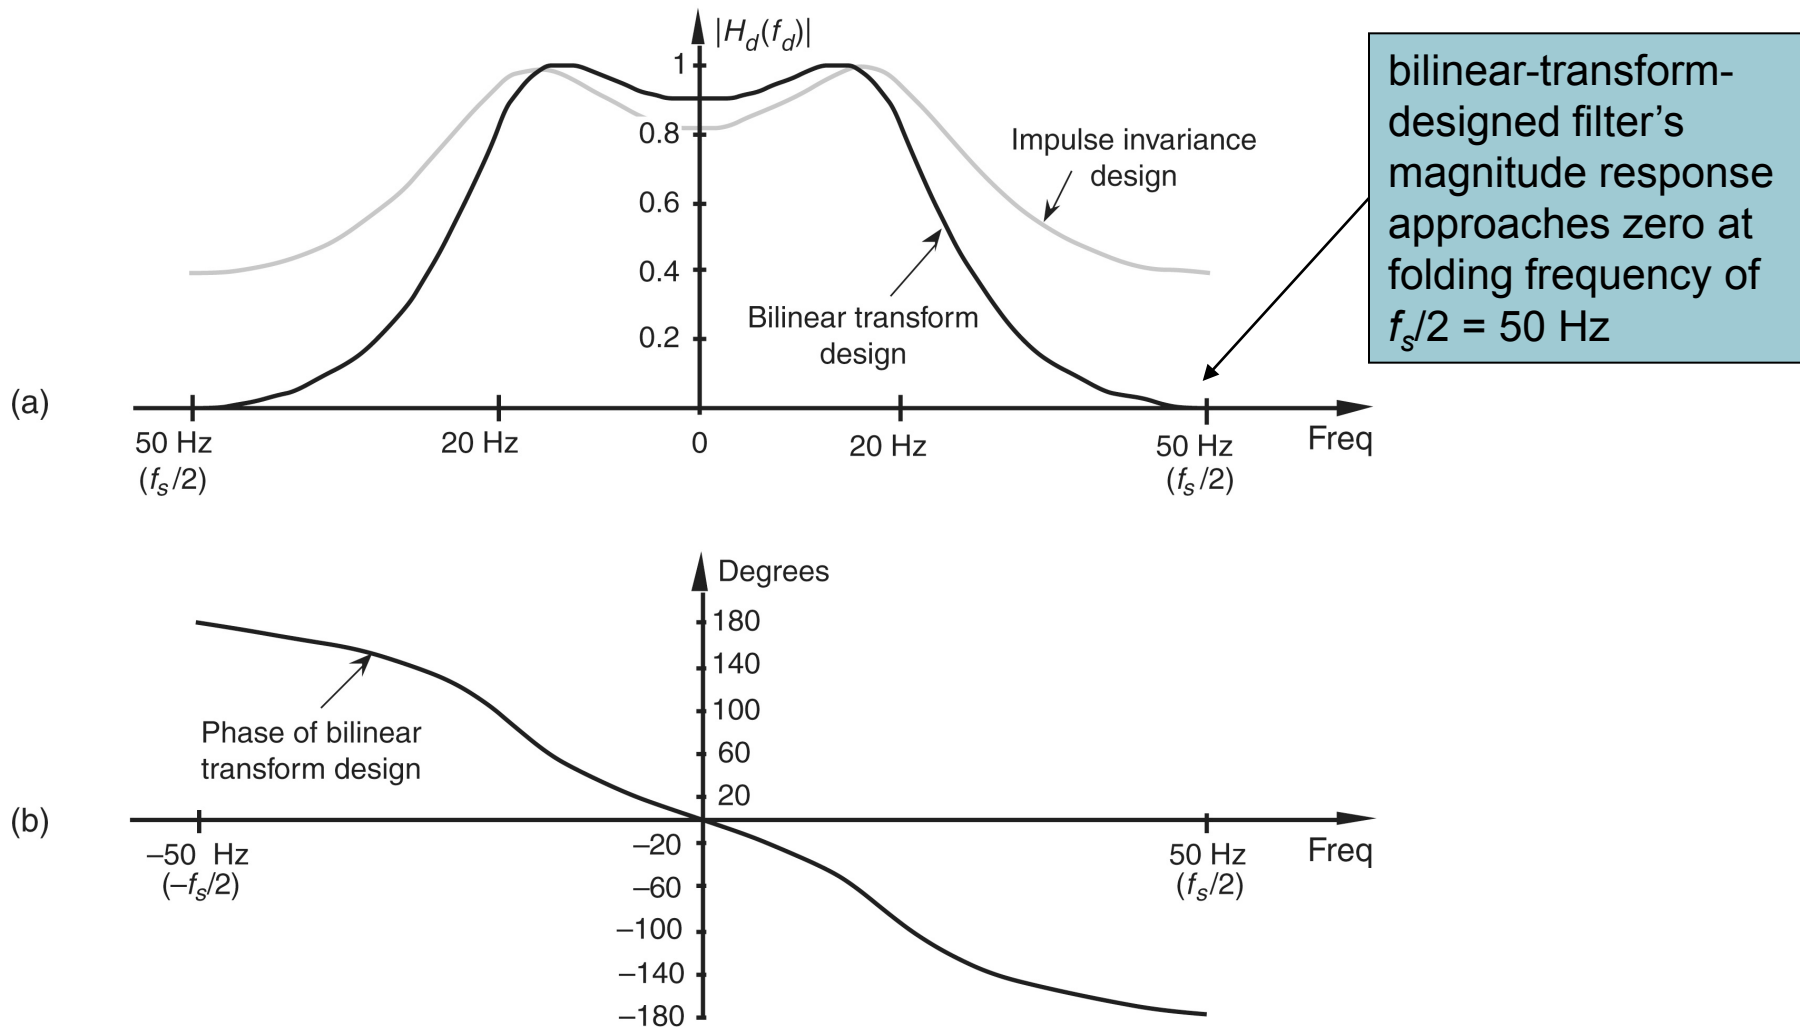 |H_d(f_d)|
1
0.8
0.6
0.4
0.2
Impulse invariance
design
Bilinear transform
design
bilinear-transform-
designed filter’s
magnitude response
approaches zero at
folding frequency of
f_s/2 = 50 Hz
(a)
50 Hz
(f_s/2)
20 Hz
0
20 Hz
50 Hz
(f_s/2)
Freq
Degrees
180
140
100
60
20
Phase of bilinear
transform design
(b)
–50 Hz
(–f_s/2)
–20
–60
–100
–140
–180
50 Hz
(f_s/2)
Freq